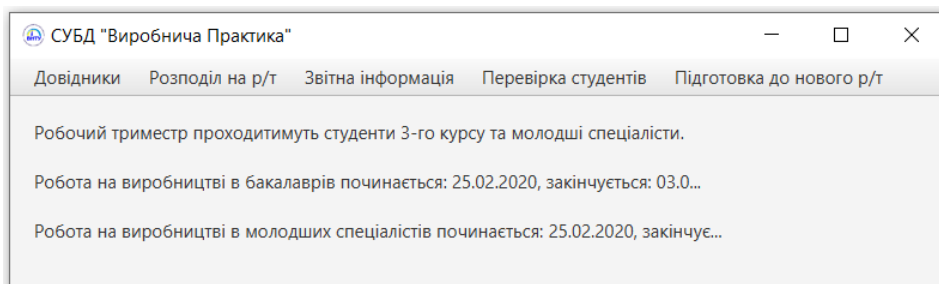 СУБД "Виробнича Практика"
Довідники Розподіл на р/т Звітна інформація Перевірка студентів Підготовка до нового р/т
Робочий триместр проходитимуть студенти 3-го курсу та молодші спеціалісти.
Робота на виробництві в бакалаврів починається: 25.02.2020, закінчується: 03.0...
Робота на виробництві в молодших спеціалістів починається: 25.02.2020, закінчує...